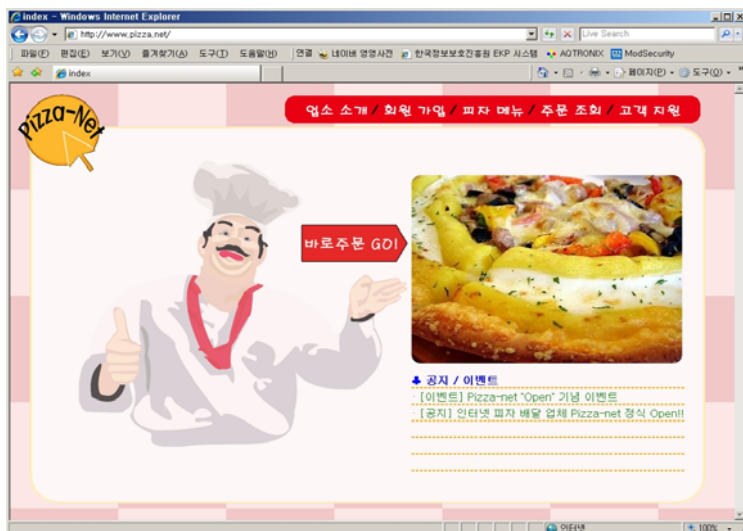 index - Windows Internet Explorer
http://www.pizza.net/
Live Search
파일(F) 편집(E) 보기(V) 즐겨찾기(A) 도구(T) 도움말(H) 연결 네이버 영영사전 한국정보보호진흥원 EKP 시스템 AQTRONIX ModSecurity
index 페이지(P) 도구(O)
Pizza-Net
업소 소개 / 회원 가입 / 피자 메뉴 / 주문 조회 / 고객 지원
바로주문 GO!
♣ 공지 / 이벤트
· [이벤트] Pizza-net "Open" 기념 이벤트
· [공지] 인터넷 피자 배달 업체 Pizza-net 정식 Open!!
인터넷 100%